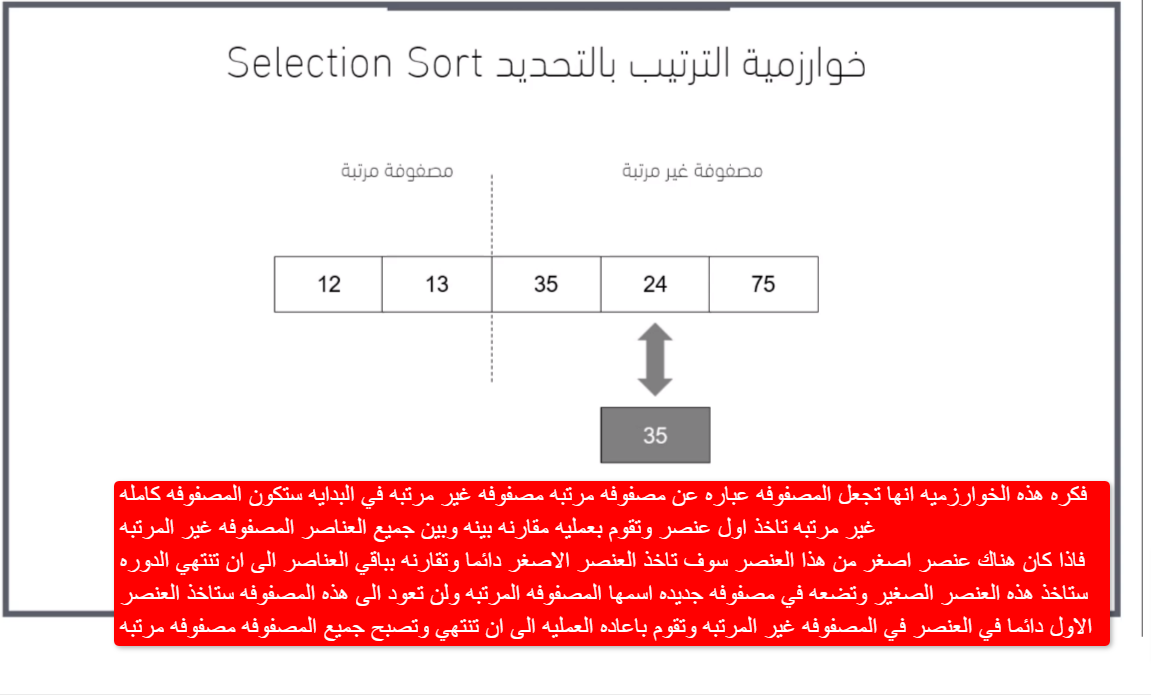 خوارزمية الترتيب بالتحديد Selection Sort
مصفوفة مرتبة
مصفوفة غير مرتبة
12 13 35 24 75
35
فكره هذه الخوارزميه انها تجعل المصفوفه عباره عن مصفوفه مرتبه مصفوفه غير مرتبه في البدايه ستكون المصفوفه كامله
غير مرتبه تاخذ اول عنصر وتقوم بعمليه مقارنه بينه وبين جميع العناصر المصفوفه غير المرتبه
فاذا كان هناك عنصر اصغر من هذا العنصر سوف تاخذ العنصر الاصغر دائما وتقارنه بباقي العناصر الى ان تنتهي الدوره
ستاخذ هذه العنصر الصغير وتضعه في مصفوفه جديده اسمها المصفوفه المرتبه ولن تعود الى هذه المصفوفه ستاخذ العنصر
الاول دائما في العنصر في المصفوفه غير المرتبه وتقوم باعاده العمليه الى ان تنتهي وتصبح جميع المصفوفه مصفوفه مرتبه